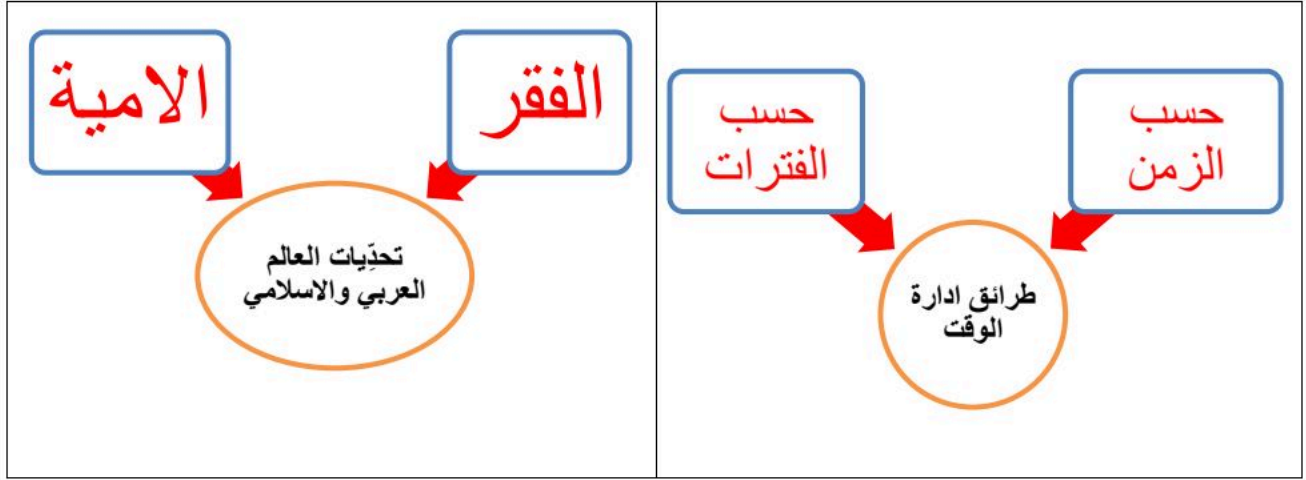 حسب
الزمن
حسب
الفترات
طرائق ادارة
الوقت
الفقر
الامية
تحدِّيات العالم
العربي والاسلامي